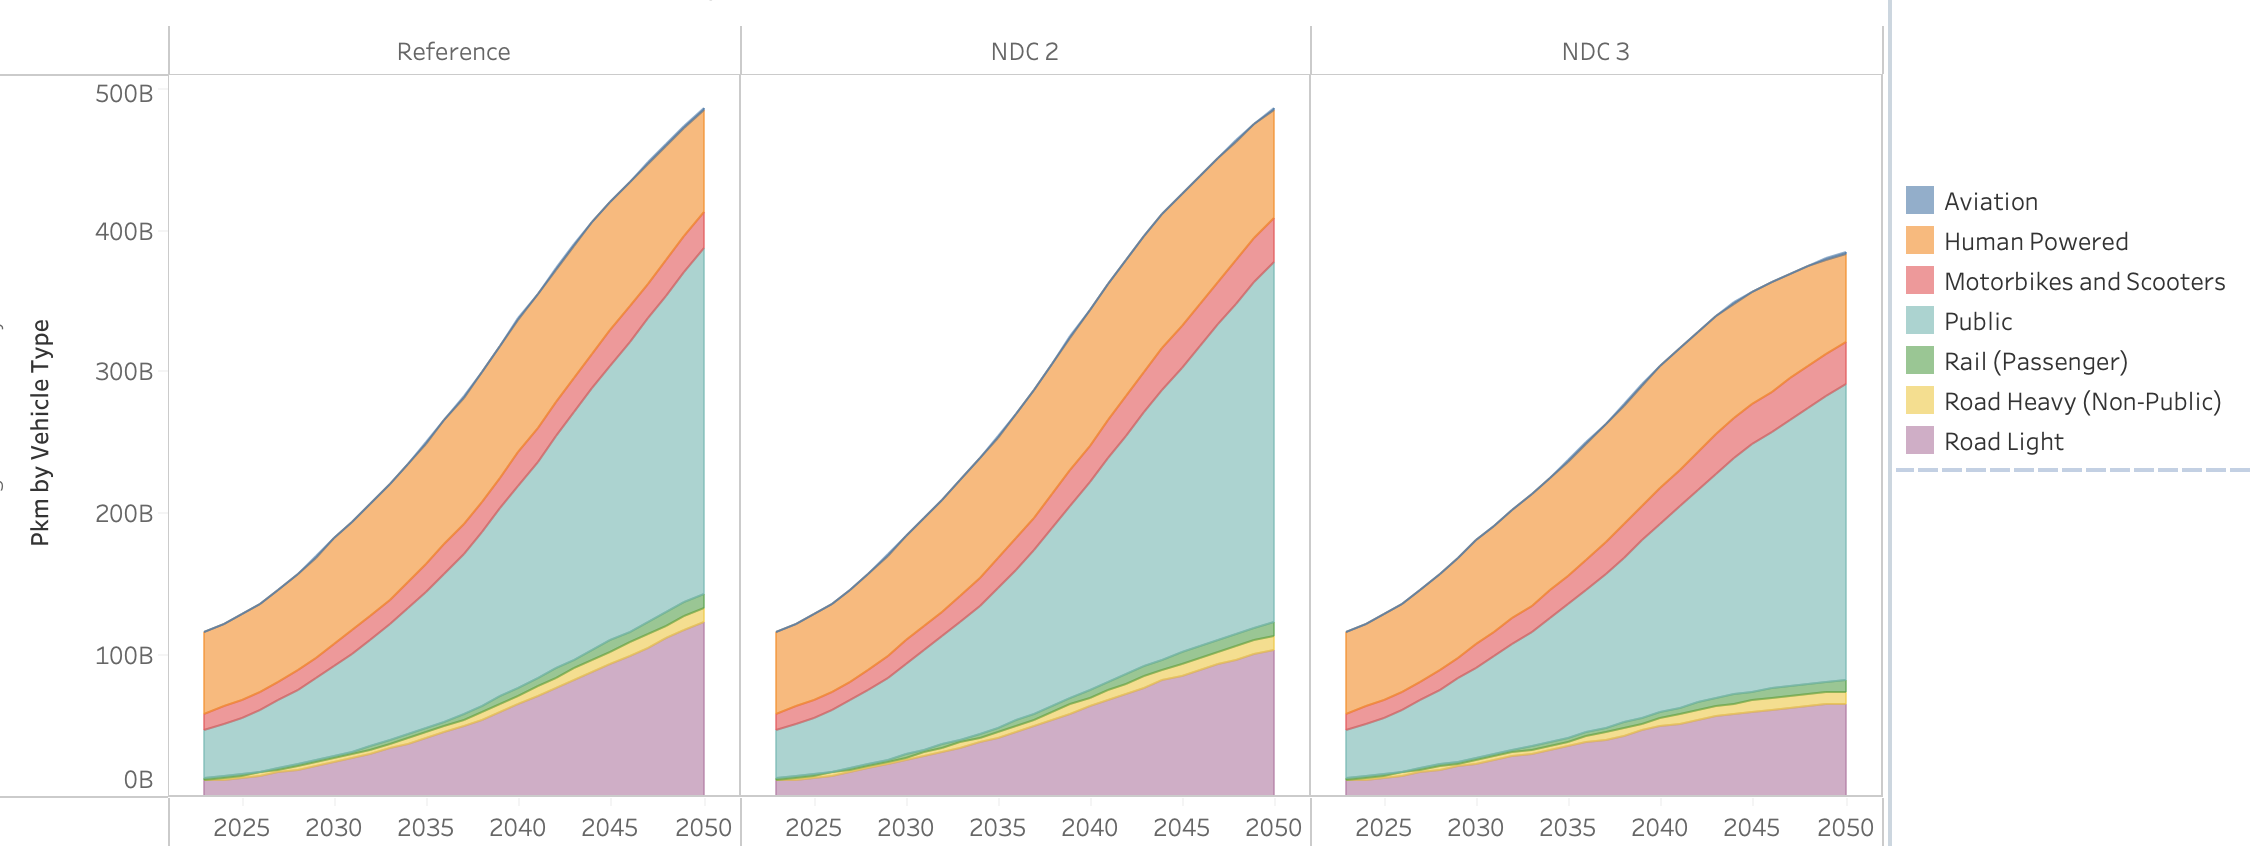 Reference
NDC 2
NDC 3
500B
400B
300B
200B
100B
0B
Pkm by Vehicle Type
2025 2030 2035 2040 2045 2050
2025 2030 2035 2040 2045 2050
2025 2030 2035 2040 2045 2050
Aviation
Human Powered
Motorbikes and Scooters
Public
Rail (Passenger)
Road Heavy (Non-Public)
Road Light